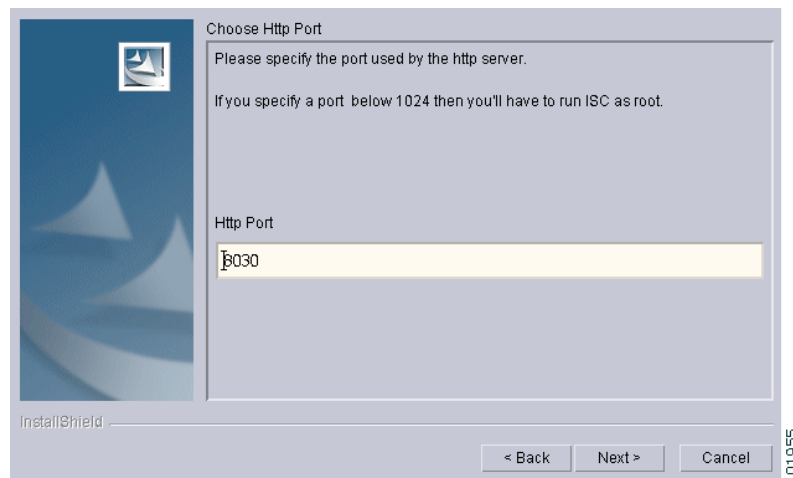 Choose Http Port
Please specify the port used by the http server.
If you specify a port below 1024 then you'll have to run ISC as root.
Http Port
8030
InstallShield
< Back
Next >
Cancel